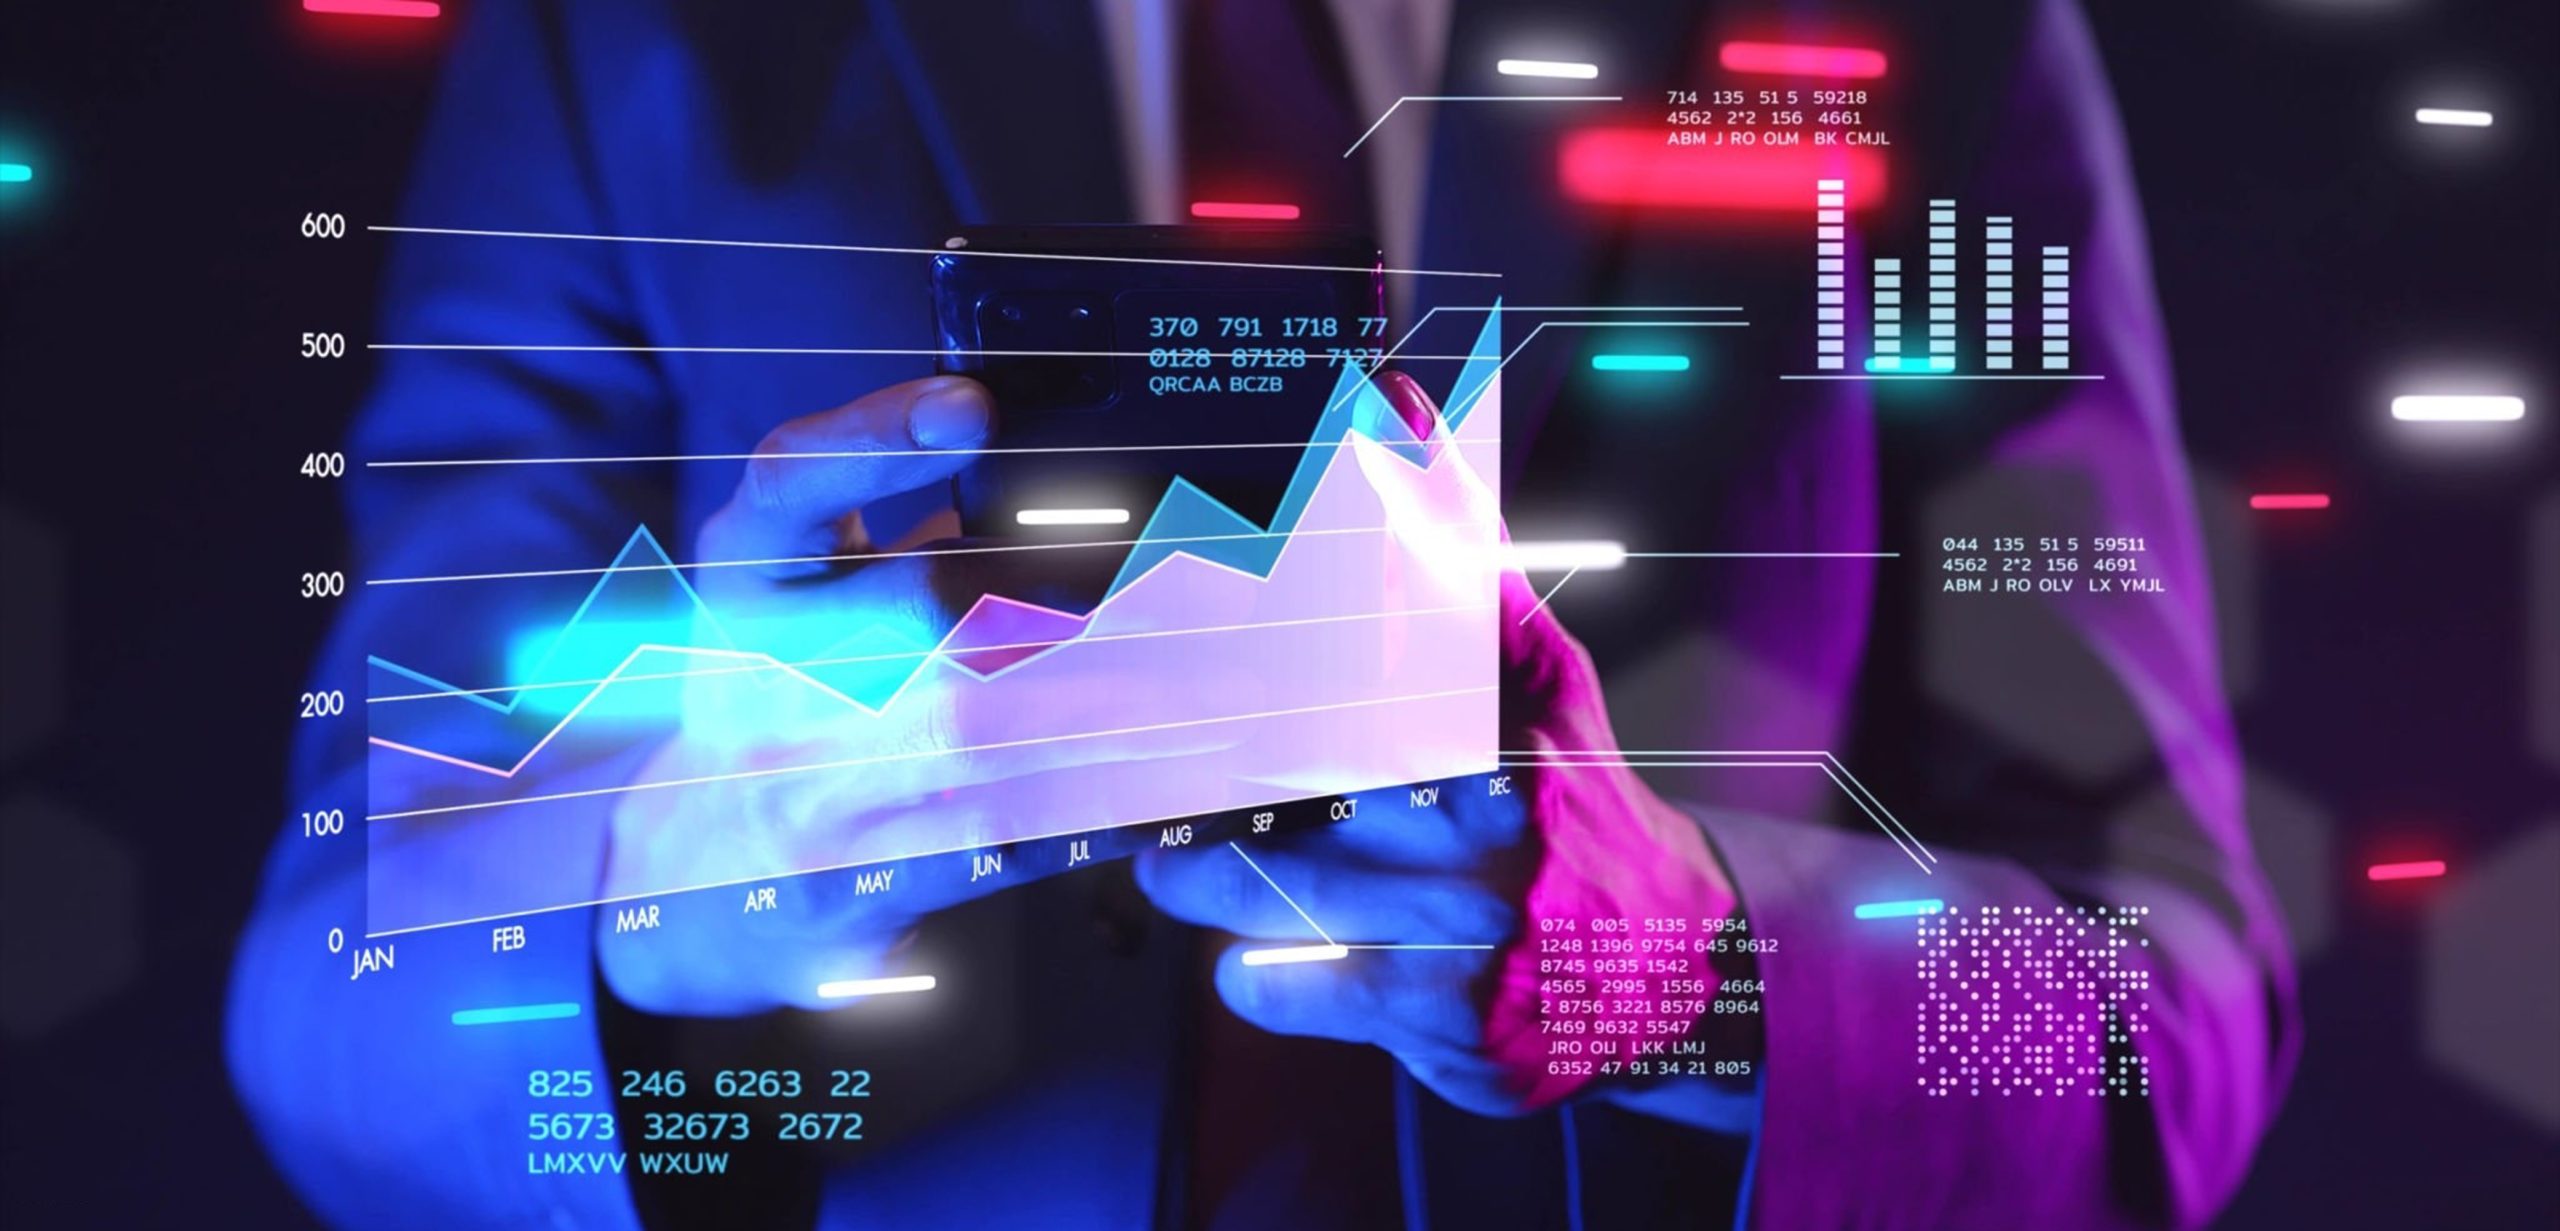 714 135 51 5 59218
4562 2*2 156 4661
ABM J RO OLM BK CMJL
600
500
400
300
200
100
0
370 791 1718 77
0128 87128 7127
QRCAA BCZB
044 135 51 5 59511
4562 2*2 156 4691
ABM J RO OLV LX YMJL
JAN FEB MAR APR MAY JUN JUL AUG SEP OCT NOV DEC
074 005 5135 5954
1248 1396 9754 645 9612
8745 9635 1542
4565 2995 1556 4664
2 8756 3221 8576 8964
7469 9632 5547
JRO OLI LKK LMJ
6352 47 91 34 21 805
825 246 6263 22
5673 32673 2672
LMXVV WXUW